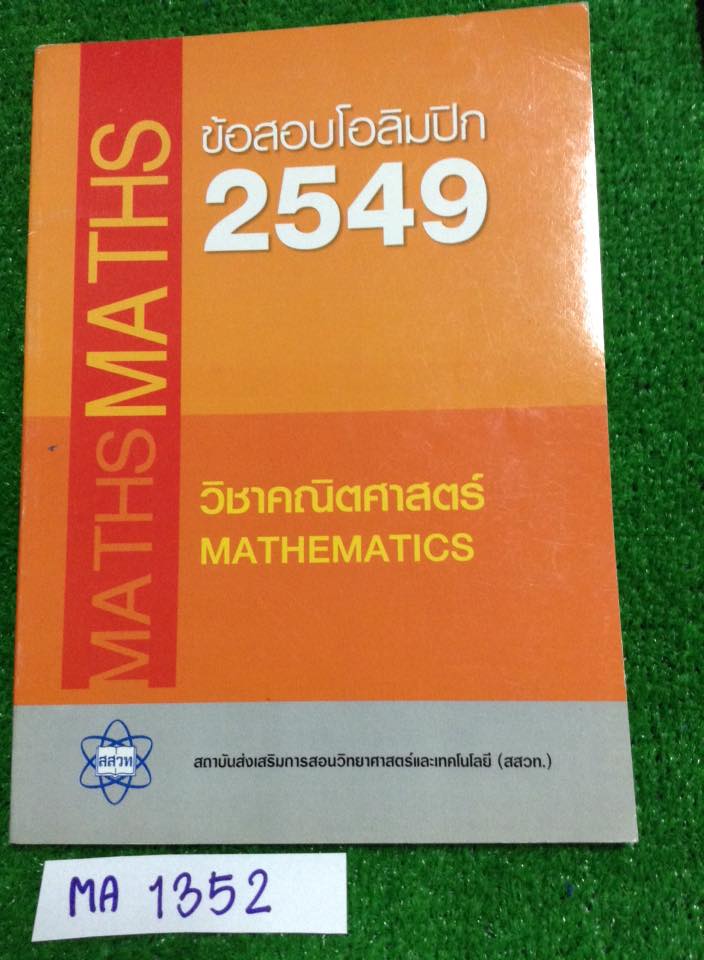 MATHS MATHS
ข้อสอบโอลิมปิก
2549
วิชาคณิตศาสตร์
MATHEMATICS
สสวท
สถาบันส่งเสริมการสอนวิทยาศาสตร์และเทคโนโลยี (สสวท.)
MA 1352